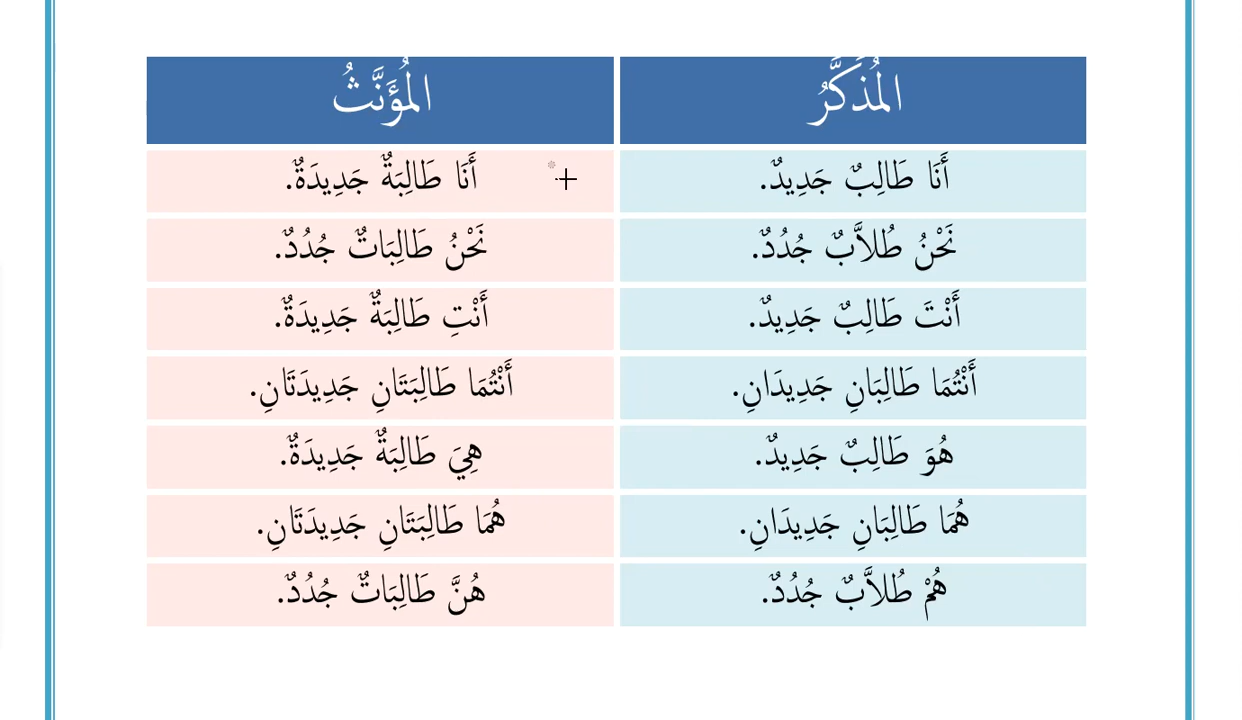 المُذَكَّرُ المُؤَنَّثُ
أَنَا طَالِبٌ جَدِيدٌ. أَنَا طَالِبَةٌ جَدِيدَةٌ.
نَحْنُ طُلاَّبٌ جُدُدٌ. نَحْنُ طَالِبَاتٌ جُدُدٌ.
أَنْتَ طَالِبٌ جَدِيدٌ. أَنْتِ طَالِبَةٌ جَدِيدَةٌ.
أَنْتُمَا طَالِبَانِ جَدِيدَانِ. أَنْتُمَا طَالِبَتَانِ جَدِيدَتَانِ.
هُوَ طَالِبٌ جَدِيدٌ. هِيَ طَالِبَةٌ جَدِيدَةٌ.
هُمَا طَالِبَانِ جَدِيدَانِ. هُمَا طَالِبَتَانِ جَدِيدَتَانِ.
هُمْ طُلاَّبٌ جُدُدٌ. هُنَّ طَالِبَاتٌ جُدُدٌ.